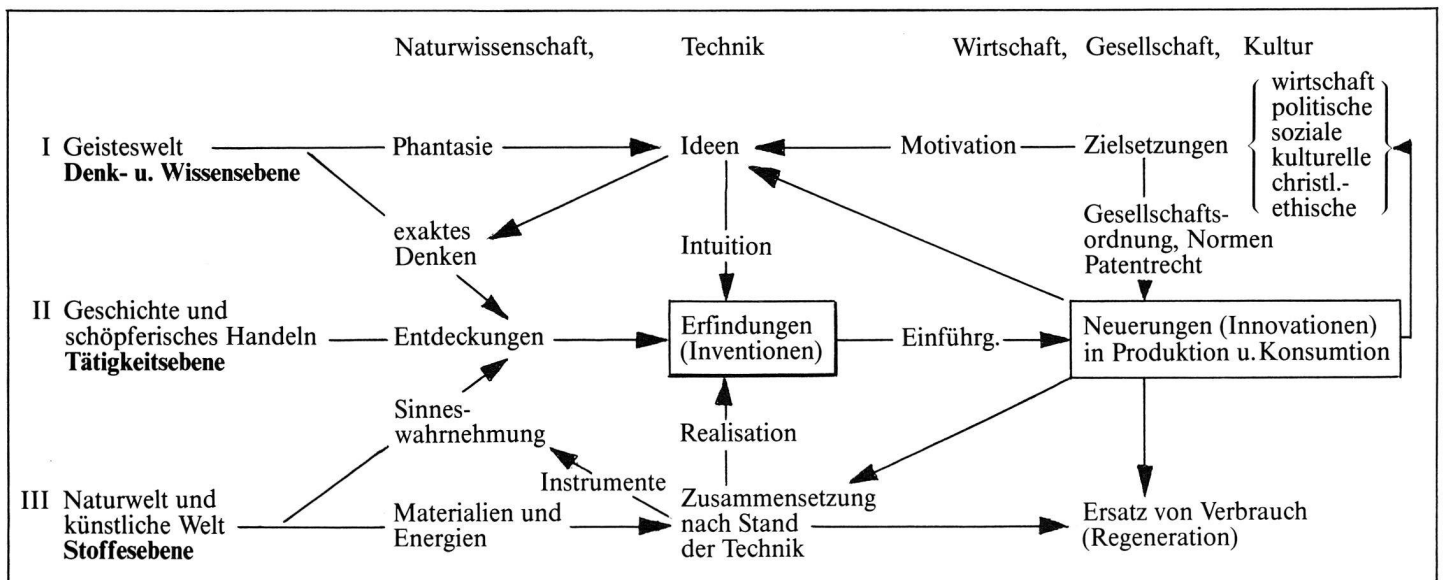 Naturwissenschaft, Technik Wirtschaft, Gesellschaft, Kultur
I Geisteswelt
Denk- u. Wissensebene
Phantasie
Ideen
Motivation
Zielsetzungen
wirtschaft
politische
soziale
kulturelle
christl.-
ethische
exaktes
Denken
Intuition
Gesellschafts-
ordnung, Normen
Patentrecht
II Geschichte und
schöpferisches Handeln
Tätigkeitsebene
Entdeckungen
Erfindungen
(Inventionen)
Einführg.
Neuerungen (Innovationen)
in Produktion u. Konsumtion
Sinnes-
wahrnehmung
Realisation
Instrumente
III Naturwelt und
künstliche Welt
Stoffesebene
Materialien und
Energien
Zusammensetzung
nach Stand
der Technik
Ersatz von Verbrauch
(Regeneration)